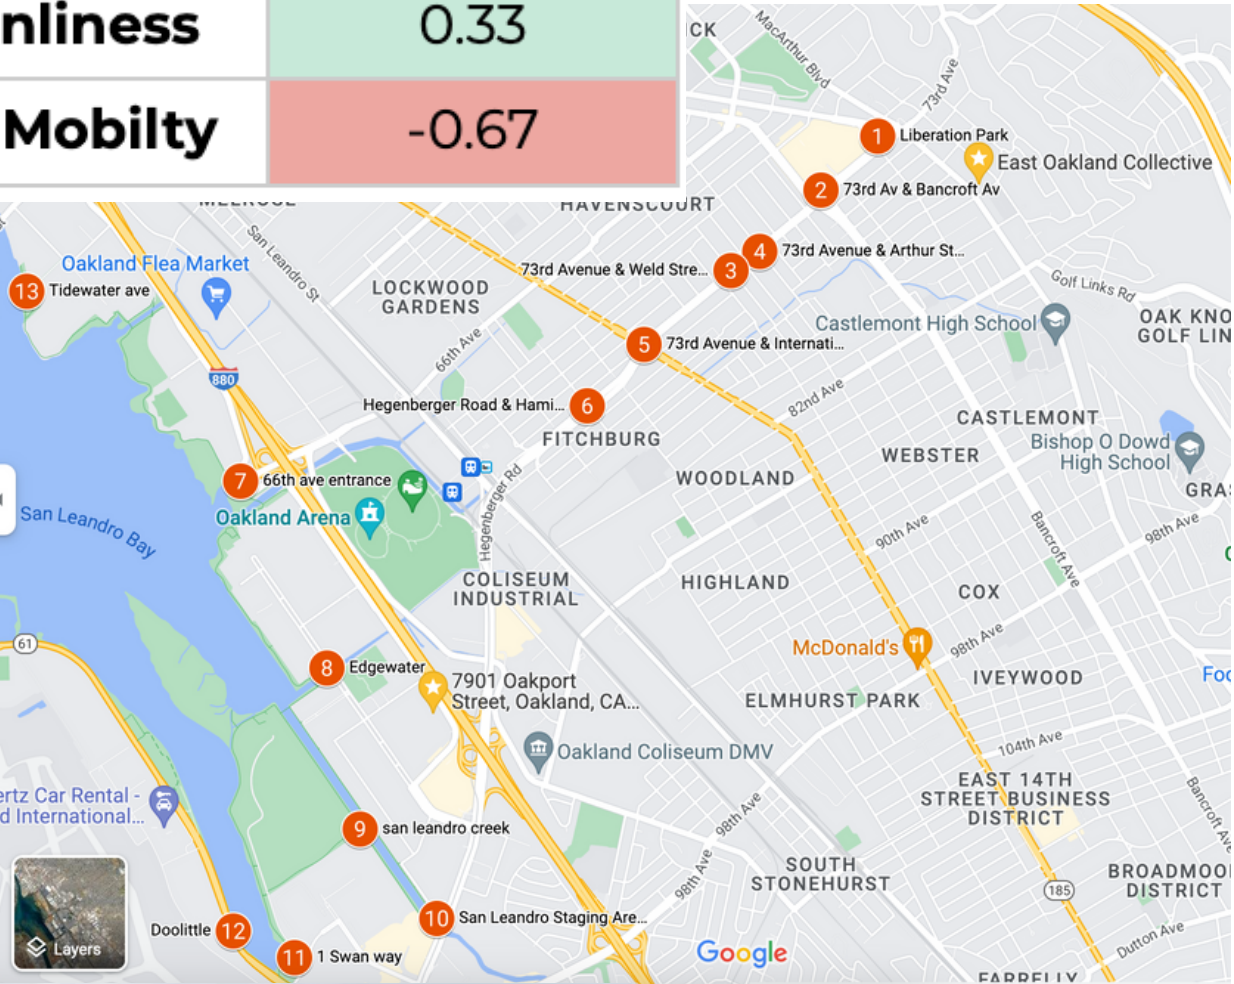 nliness
0.33
Mobilty
-0.67
CK
MacArthur Blvd
73rd Ave
1
Liberation Park
East Oakland Collective
2
73rd Av & Bancroft Av
HAVENSCOURT
San Leandro St
4
73rd Avenue & Arthur St...
73rd Avenue & Weld Stre...
3
Oakland Flea Market
13
Tidewater ave
LOCKWOOD
GARDENS
Golf Links Rd
Castlemont High School
OAK KNO
GOLF LIN
66th Ave
5
73rd Avenue & Internati...
880
82nd Ave
Hegenberger Road & Hami...
6
FITCHBURG
CASTLEMONT
WEBSTER
Bishop O Dowd
High School
WOODLAND
GRAS
7
66th ave entrance
Oakland Arena
San Leandro Bay
Hegenberger Rd
90th Ave
98th Ave
Bancroft Ave
COLISEUM
INDUSTRIAL
HIGHLAND
COX
61
McDonald's
98th Ave
8
Edgewater
7901 Oakport
Street, Oakland, CA...
IVEYWOOD
Foo
ELMHURST PARK
104th Ave
Oakland Coliseum DMV
EAST 14TH
STREET BUSINESS
DISTRICT
ertz Car Rental -
d International...
98th Ave
Bancroft Ave
9
san leandro creek
98th Ave
SOUTH
STONEHURST
BROADMOO
DISTRICT
185
10
San Leandro Staging Are...
Doolittle
12
Layers
11
1 Swan way
Google
Dutton Ave
FARRELLY